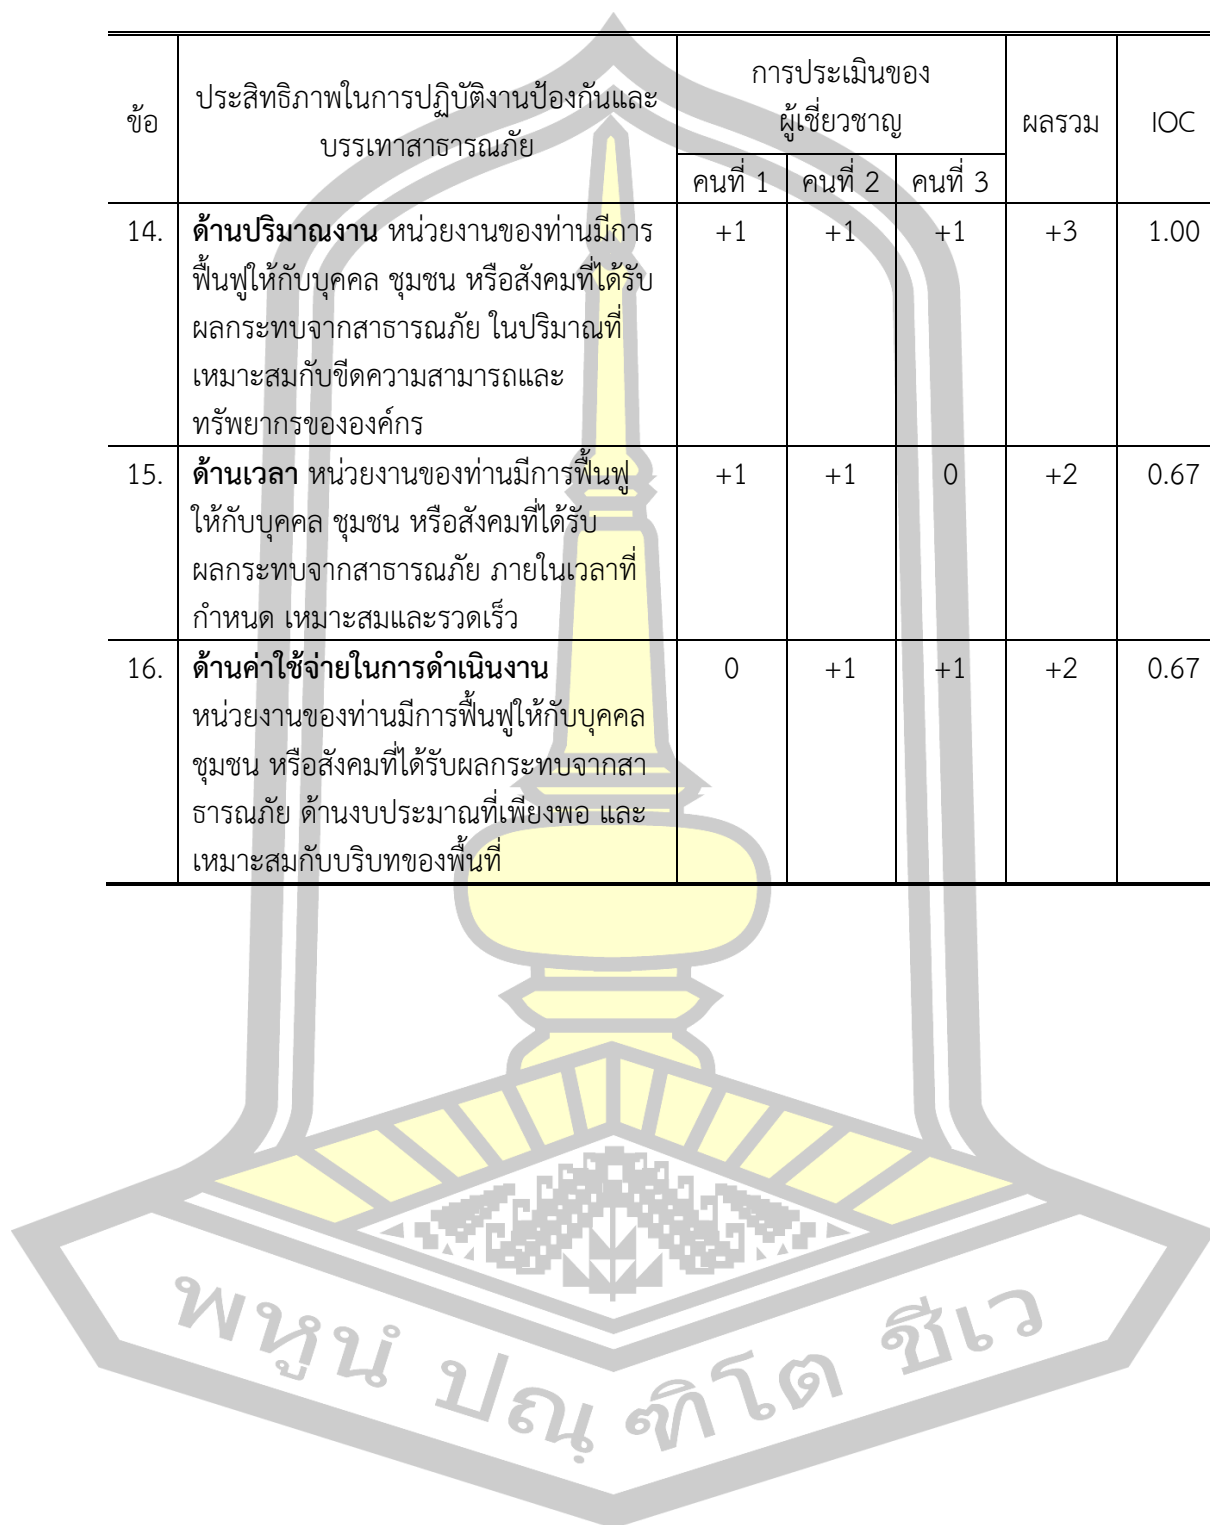 ข้อ ประสิทธิภาพในการปฏิบัติงานป้องกันและ การประเมินของ ผลรวม IOC
บรรเทาสาธารณภัย ผู้เชี่ยวชาญ
คนที่ 1 คนที่ 2 คนที่ 3
14. ด้านปริมาณงาน หน่วยงานของท่านมีการ +1 +1 +1 +3 1.00
ฟื้นฟูให้กับบุคคล ชุมชน หรือสังคมที่ได้รับ
ผลกระทบจากสาธารณภัย ในปริมาณที่
เหมาะสมกับขีดความสามารถและ
ทรัพยากรขององค์กร
15. ด้านเวลา หน่วยงานของท่านมีการฟื้นฟู +1 +1 0 +2 0.67
ให้กับบุคคล ชุมชน หรือสังคมที่ได้รับ
ผลกระทบจากสาธารณภัย ภายในเวลาที่
กำหนด เหมาะสมและรวดเร็ว
16. ด้านค่าใช้จ่ายในการดำเนินงาน 0 +1 +1 +2 0.67
หน่วยงานของท่านมีการฟื้นฟูให้กับบุคคล
ชุมชน หรือสังคมที่ได้รับผลกระทบจากสา
ธารณภัย ด้านงบประมาณที่เพียงพอ และ
เหมาะสมกับบริบทของพื้นที่
พหูนํ ปณฺฑิโต ชีเว